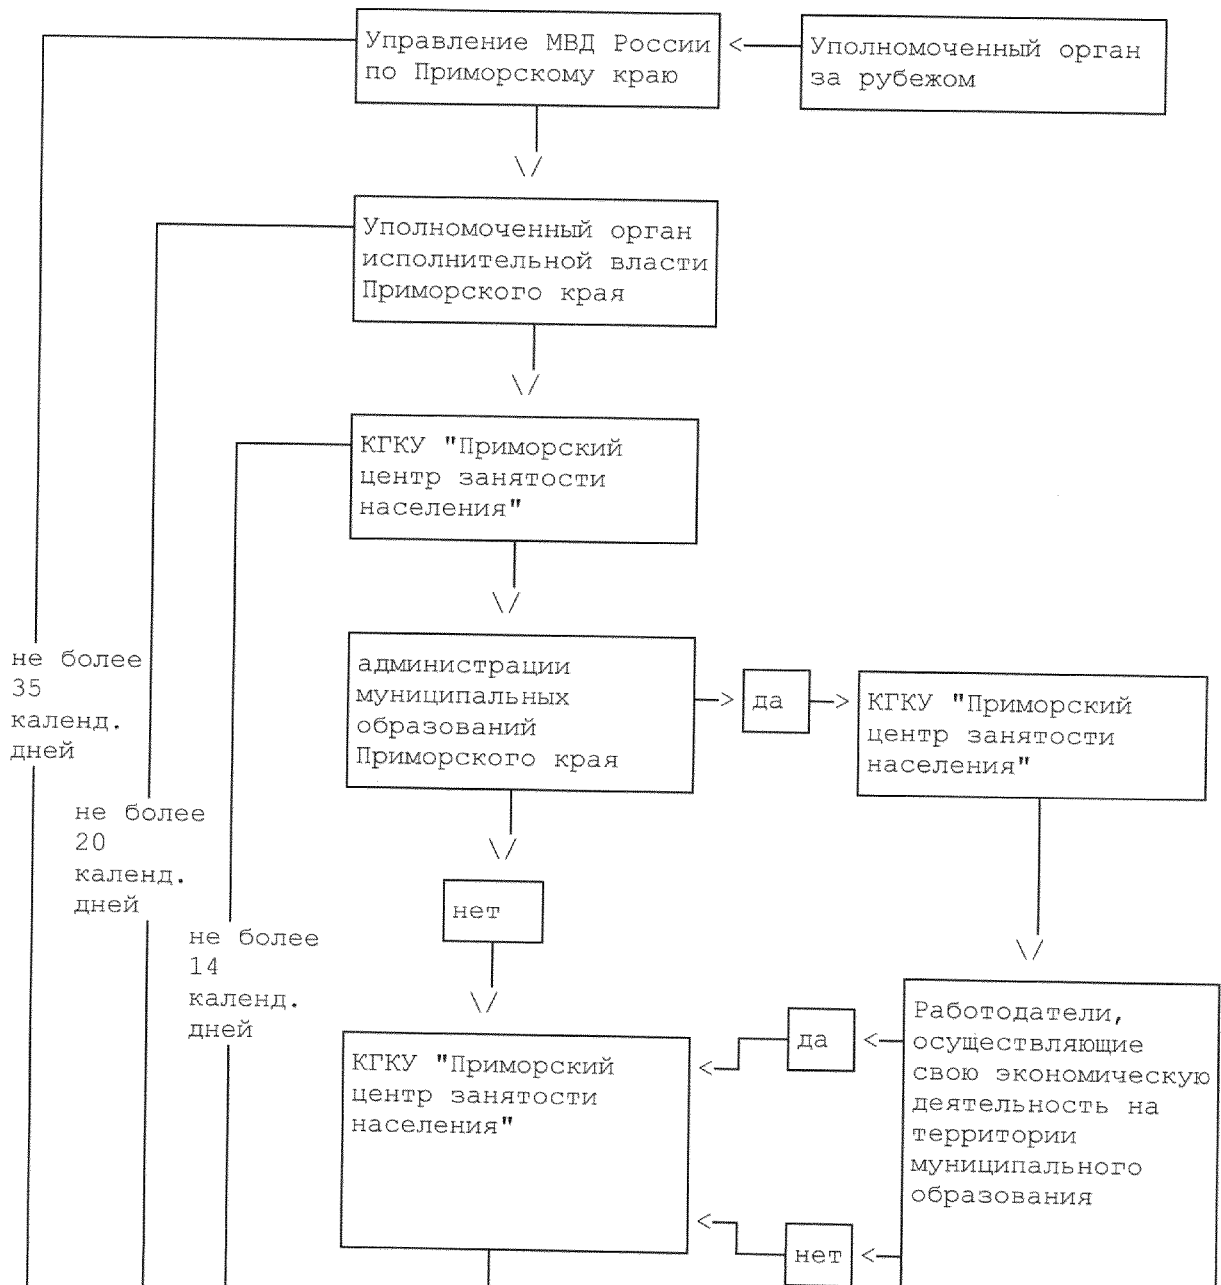 Управление МВД России
по Приморскому краю
Уполномоченный орган
за рубежом
Уполномоченный орган
исполнительной власти
Приморского края
КГКУ "Приморский
центр занятости
населения"
администрации
муниципальных
образований
Приморского края
да
КГКУ "Приморский
центр занятости
населения"
не более
35
календ.
дней
не более
20
календ.
дней
не более
14
календ.
дней
нет
КГКУ "Приморский
центр занятости
населения"
да
Работодатели,
осуществляющие
свою экономическую
деятельность на
территории
муниципального
образования
нет